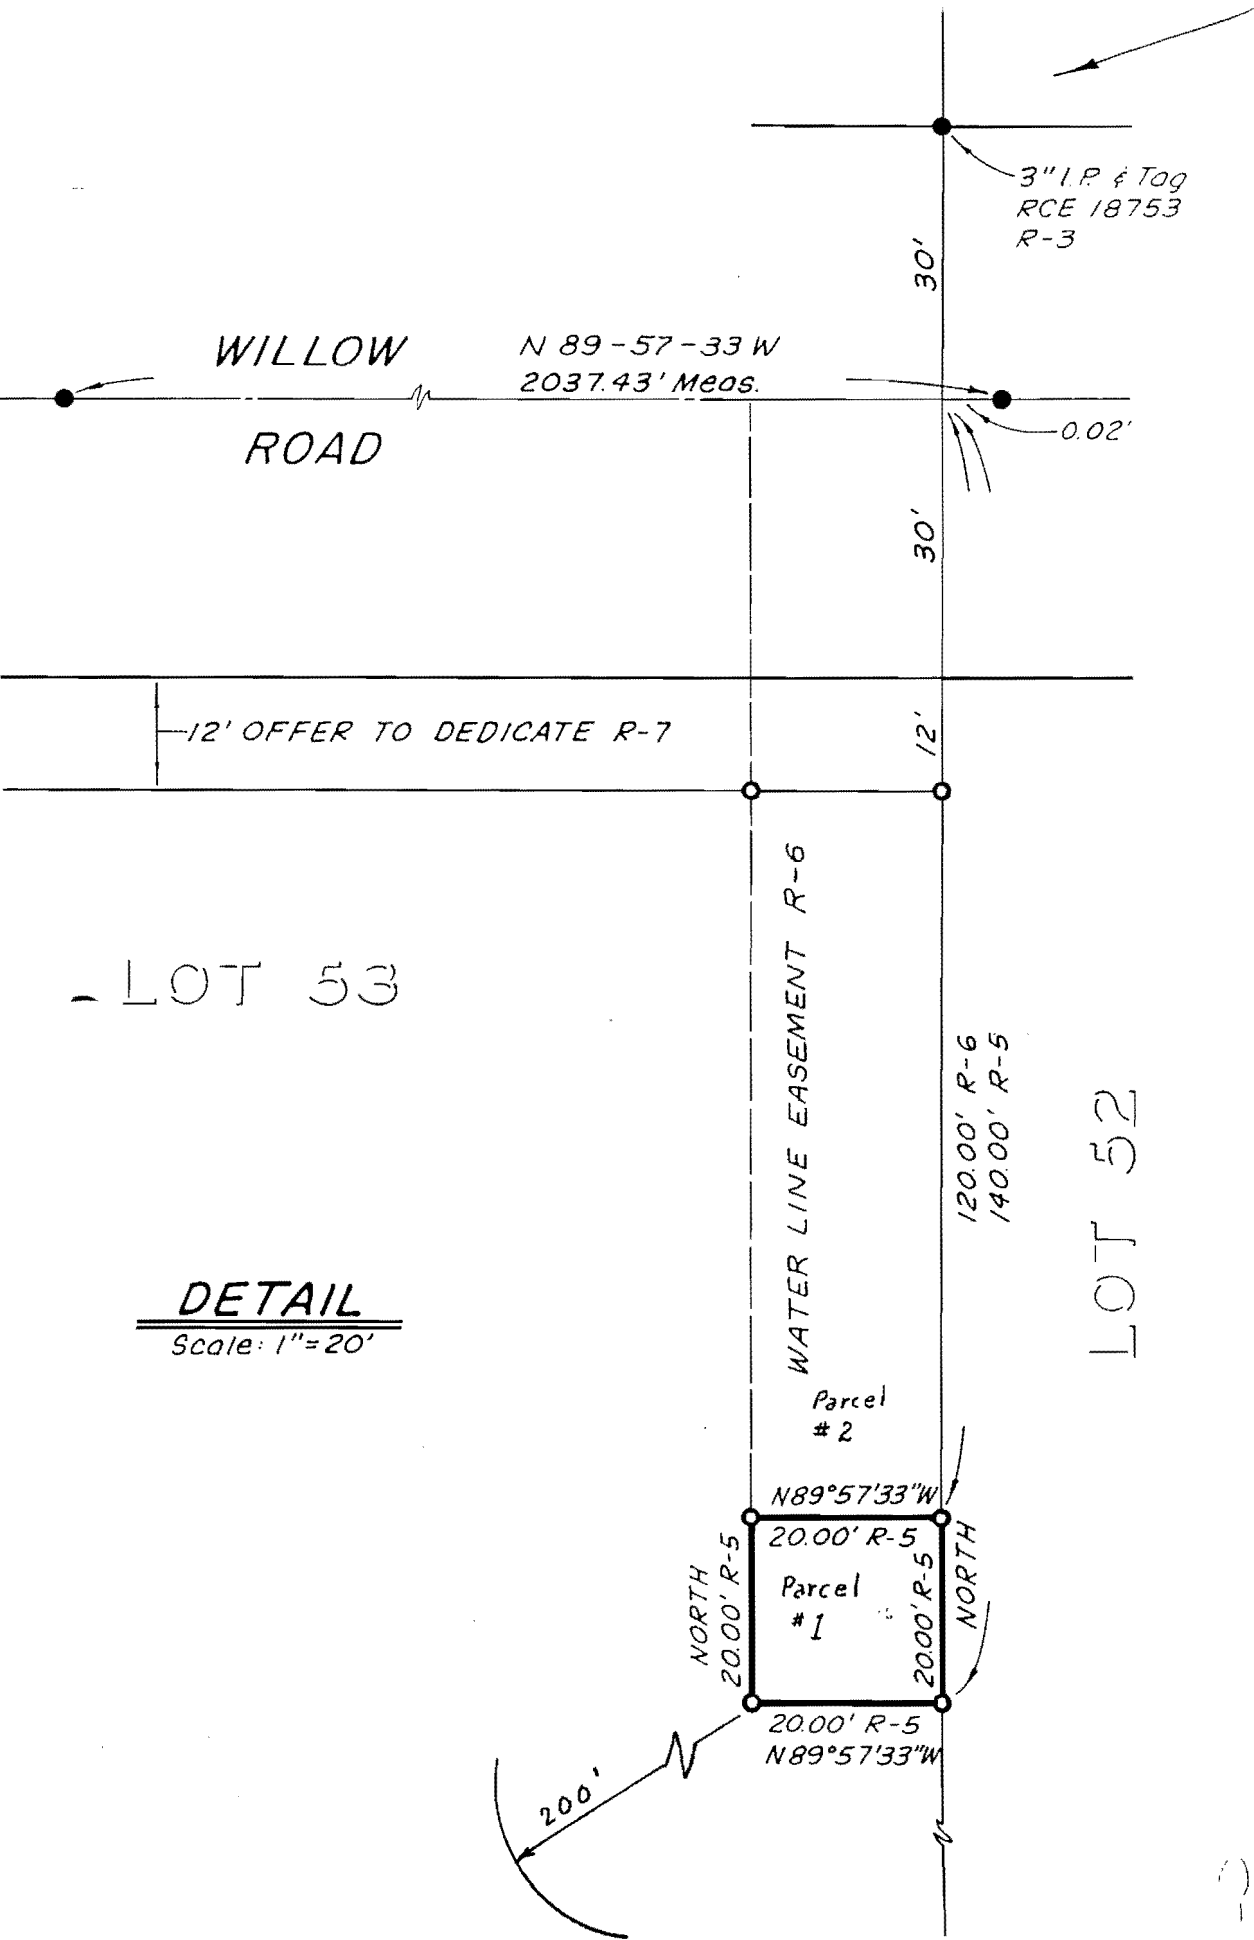 3" I.P. & Tag
RCE 18753
R-3
30'
WILLOW
ROAD
N 89-57-33 W
2037.43' Meas.
0.02'
30'
12' OFFER TO DEDICATE R-7
12'
WATER LINE EASEMENT R-6
LOT 53
120.00' R-6
140.00' R-5
LOT 52
DETAIL
Scale: 1"=20'
Parcel
#2
N89°57'33"W
20.00' R-5
NORTH
20.00' R-5
Parcel
#1
20.00' R-5
NORTH
20.00' R-5
N89°57'33"W
200'